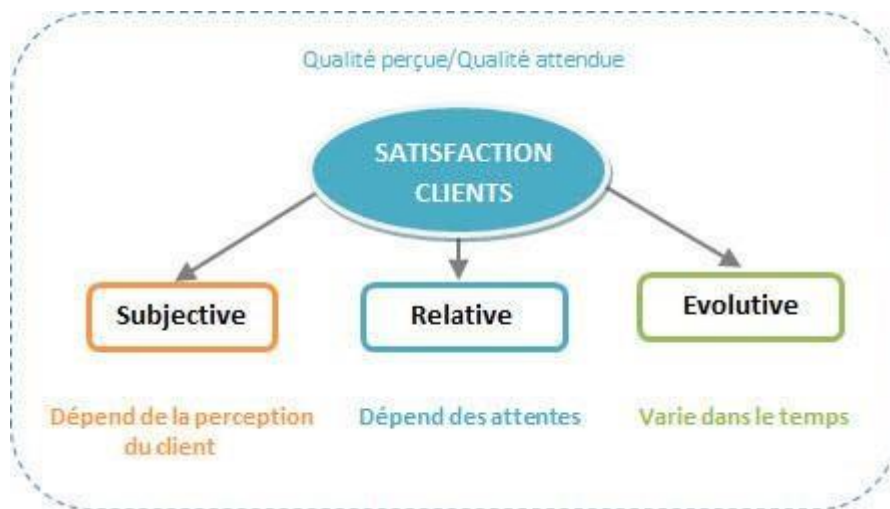 Qualité perçue/Qualité attendue
SATISFACTION
CLIENTS
Subjective
Relative
Evolutive
Dépend de la perception
du client
Dépend des attentes
Varie dans le temps